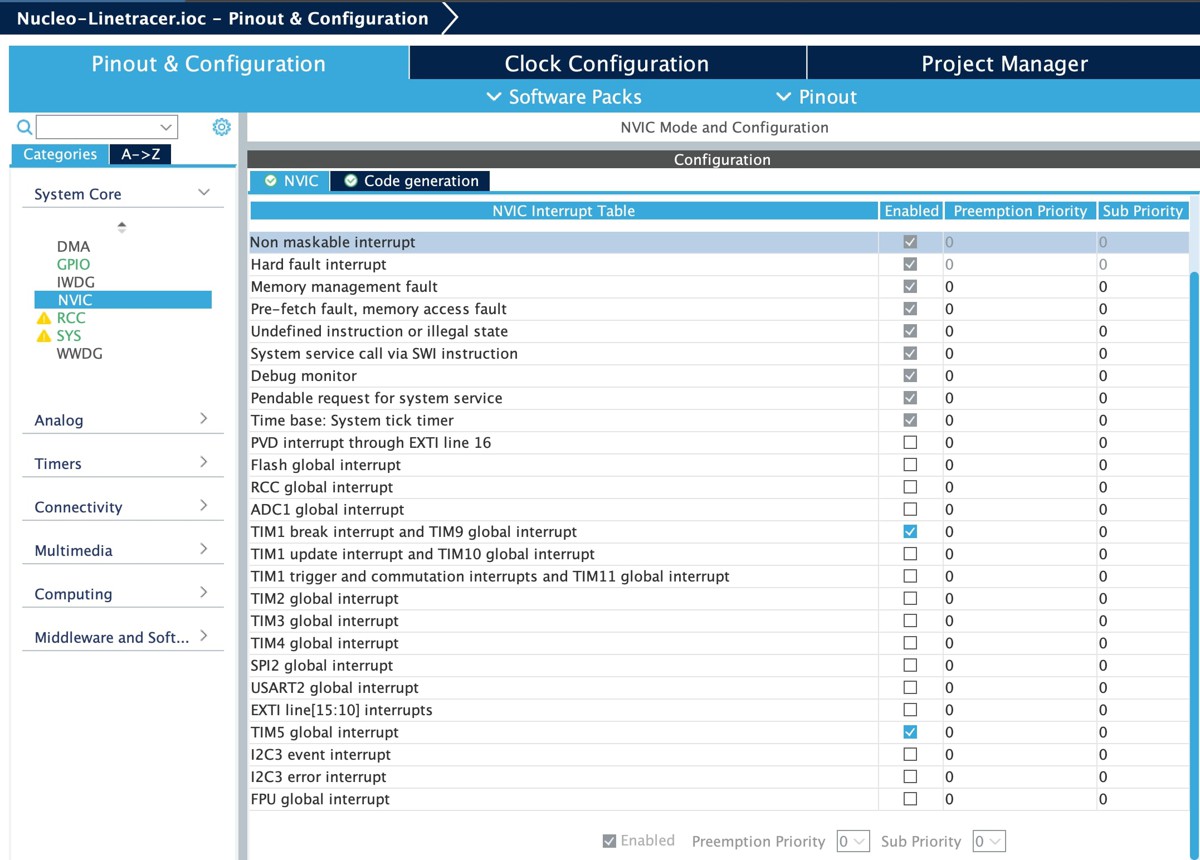 Nucleo-Linetracer.ioc - Pinout & Configuration
Pinout & Configuration Clock Configuration Project Manager
Software Packs Pinout
NVIC Mode and Configuration
Categories A->Z
Configuration
NVIC Code generation
System Core
DMA
GPIO
IWDG
NVIC
RCC
SYS
WWDG
Analog
Timers
Connectivity
Multimedia
Computing
Middleware and Soft...
NVIC Interrupt Table Enabled Preemption Priority Sub Priority
Non maskable interrupt 0 0
Hard fault interrupt 0 0
Memory management fault 0 0
Pre-fetch fault, memory access fault 0 0
Undefined instruction or illegal state 0 0
System service call via SWI instruction 0 0
Debug monitor 0 0
Pendable request for system service 0 0
Time base: System tick timer 0 0
PVD interrupt through EXTI line 16 0 0
Flash global interrupt 0 0
RCC global interrupt 0 0
ADC1 global interrupt 0 0
TIM1 break interrupt and TIM9 global interrupt 0 0
TIM1 update interrupt and TIM10 global interrupt 0 0
TIM1 trigger and commutation interrupts and TIM11 global interrupt 0 0
TIM2 global interrupt 0 0
TIM3 global interrupt 0 0
TIM4 global interrupt 0 0
SPI2 global interrupt 0 0
USART2 global interrupt 0 0
EXTI line[15:10] interrupts 0 0
TIM5 global interrupt 0 0
I2C3 event interrupt 0 0
I2C3 error interrupt 0 0
FPU global interrupt 0 0
Enabled Preemption Priority 0 Sub Priority 0